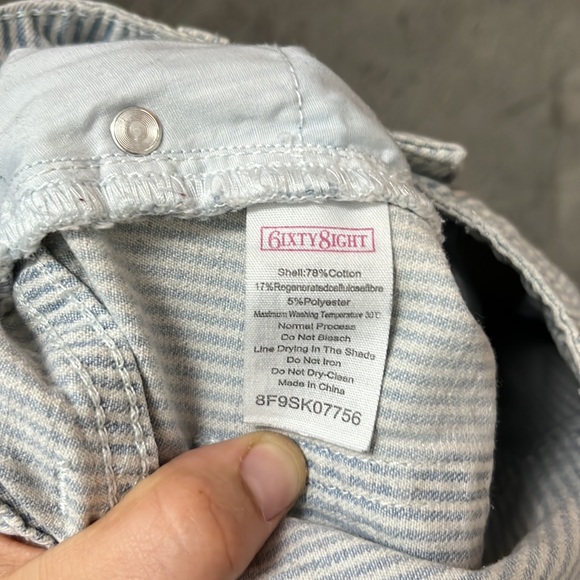 6IXTY8IGHT
Shell:78%Cotton
17%Regeneratedcellulosefibre
5%Polyester
Maximum Washing Temperature 30℃
Normal Process
Do Not Bleach
Line Drying In The Shade
Do Not Iron
Do Not Dry-Clean
Made In China
8F9SK07756